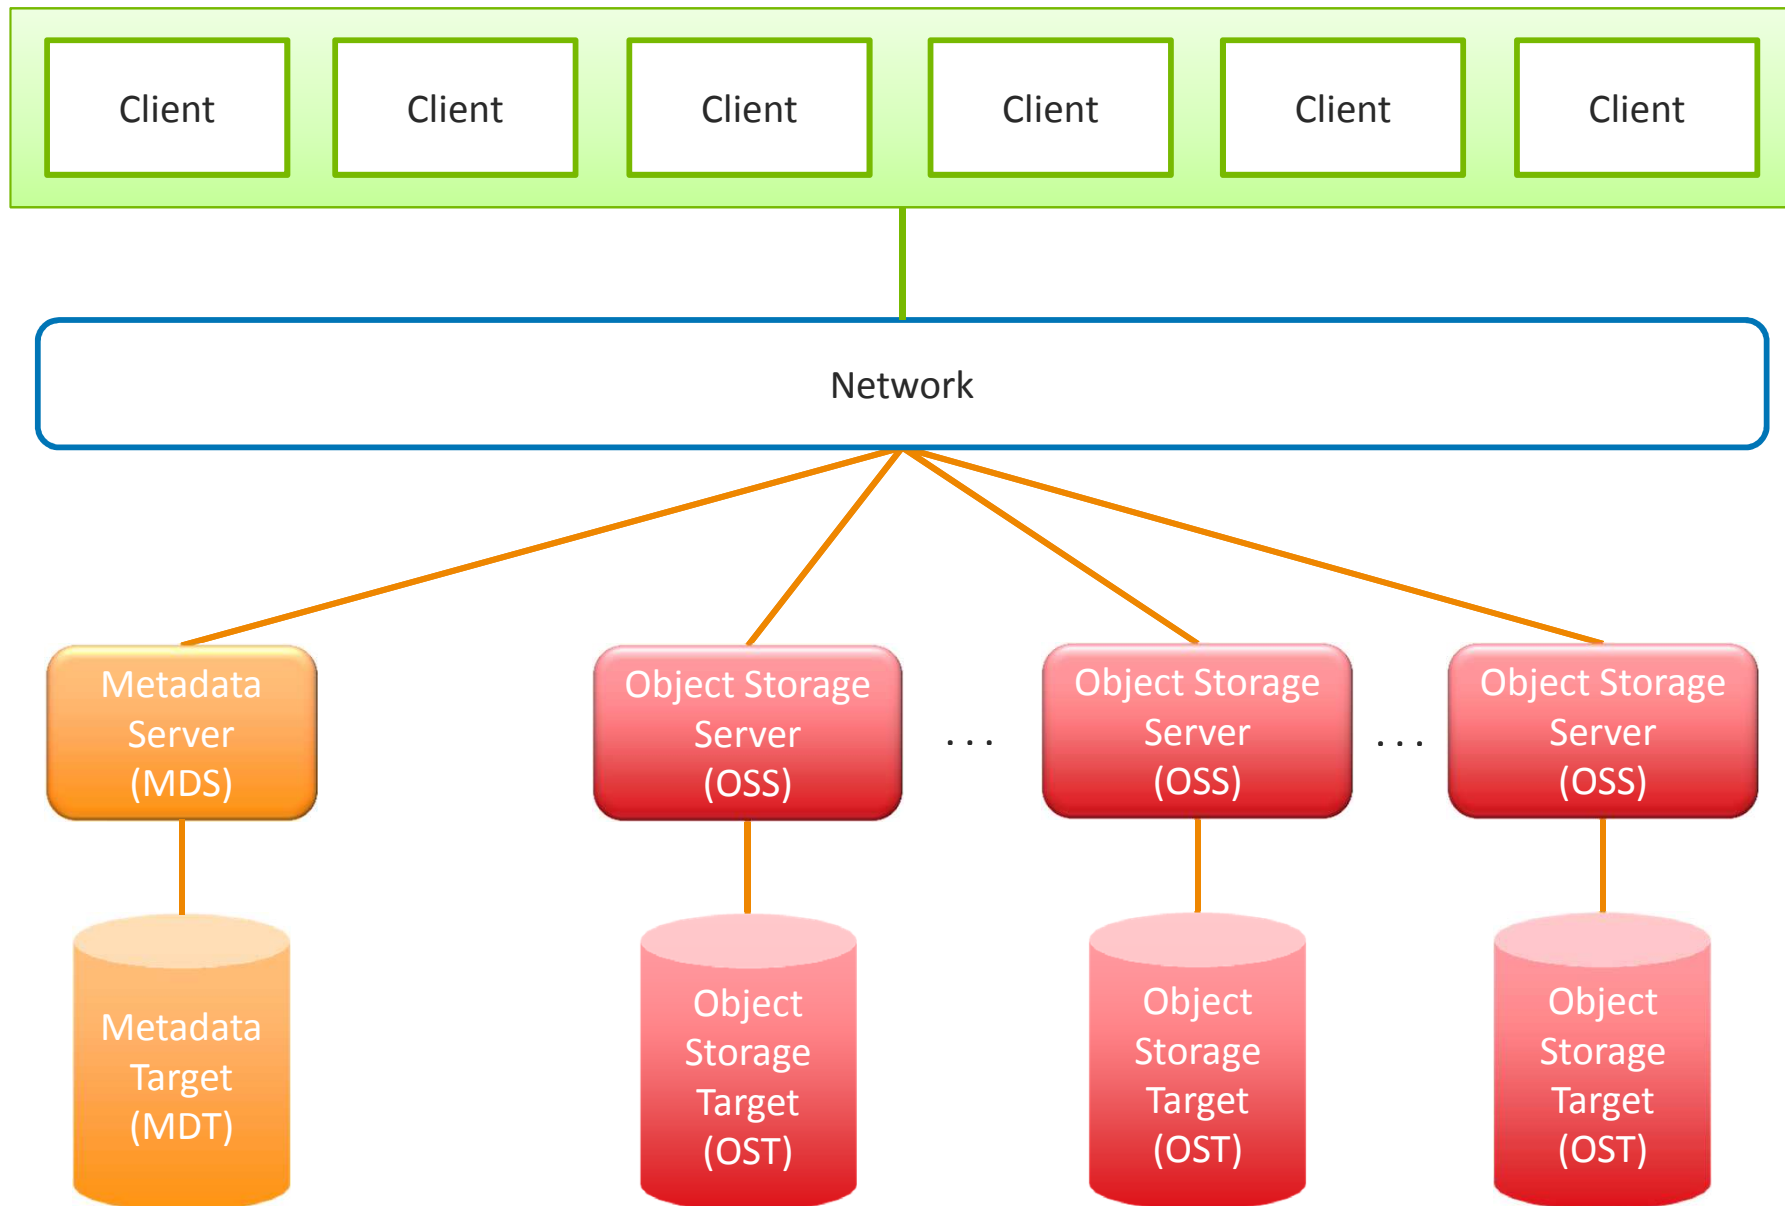 Client Client Client Client Client Client
Network
Metadata
Server
(MDS)
Object Storage
Server
(OSS)
. . .
Object Storage
Server
(OSS)
. . .
Object Storage
Server
(OSS)
Metadata
Target
(MDT)
Object
Storage
Target
(OST)
Object
Storage
Target
(OST)
Object
Storage
Target
(OST)